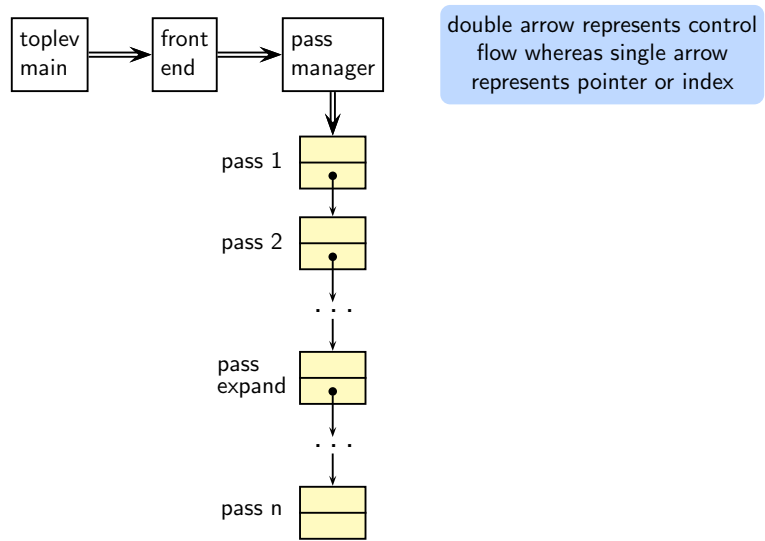 toplev
main
front
end
pass
manager
double arrow represents control
flow whereas single arrow
represents pointer or index
pass 1
pass 2
. . .
pass
expand
. . .
pass n